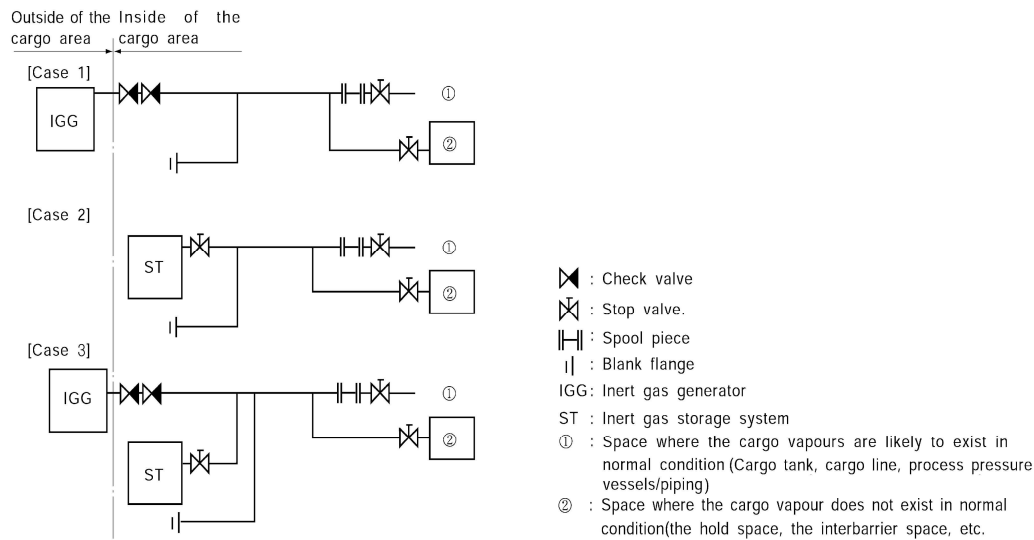 Outside of the Inside of the
cargo area cargo area
[Case 1]
IGG
①
②
[Case 2]
ST
①
②
[Case 3]
IGG
①
②
ST
: Check valve
: Stop valve.
: Spool piece
: Blank flange
IGG: Inert gas generator
ST : Inert gas storage system
① : Space where the cargo vapours are likely to exist in
normal condition (Cargo tank, cargo line, process pressure
vessels/piping)
② : Space where the cargo vapour does not exist in normal
condition(the hold space, the interbarrier space, etc.